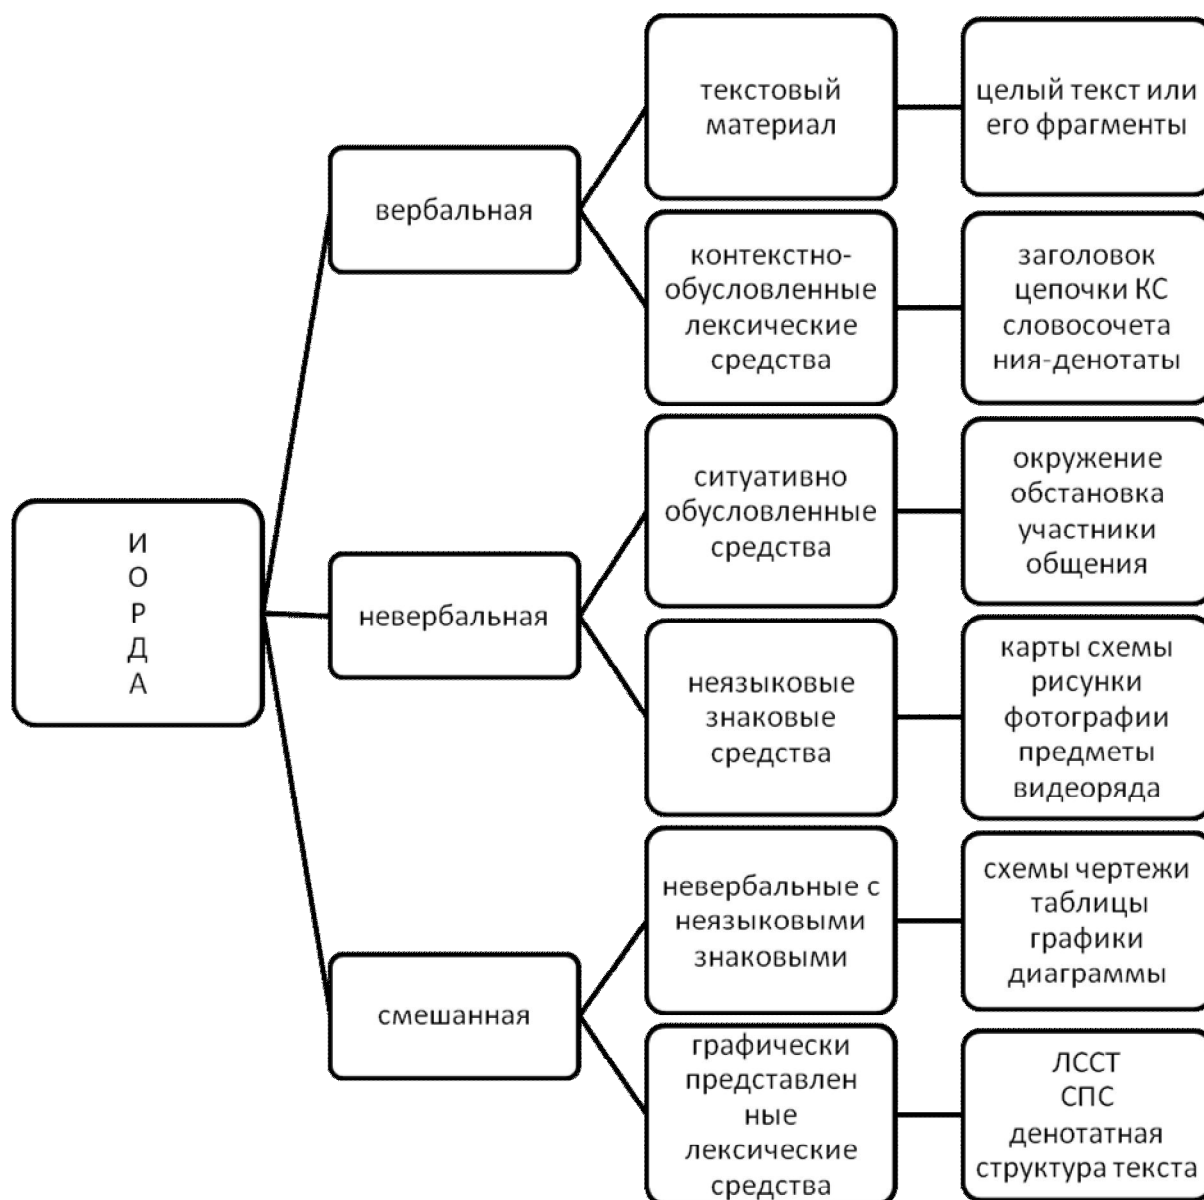 текстовый
материал
целый текст или
его фрагменты
вербальная
контекстно-
обусловленные
лексические
средства
заголовок
цепочки КС
словосочета
ния-денотаты
И
О
Р
Д
А
невербальная
ситуативно
обусловленные
средства
окружение
обстановка
участники
общения
неязыковые
знаковые
средства
карты схемы
рисунки
фотографии
предметы
видеоряда
смешанная
невербальные с
неязыковыми
знаковыми
схемы чертежи
таблицы
графики
диаграммы
графически
представлен
ные
лексические
средства
ЛССТ
СПС
денотатная
структура текста